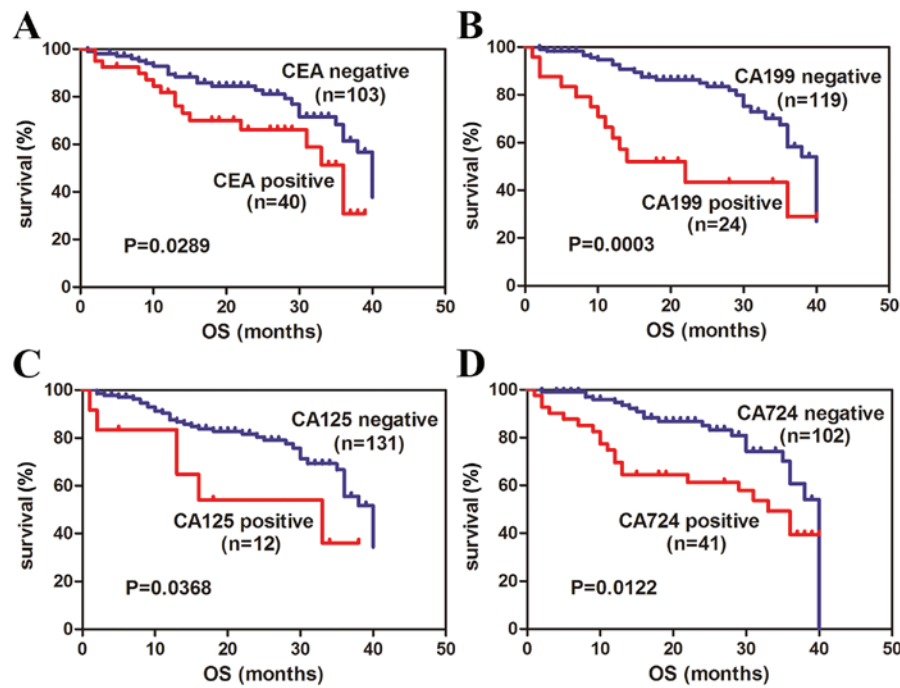 A
100
80
60
40
20
0
survival (%)
CEA negative
(n=103)
CEA positive
(n=40)
P=0.0289
0
10
20
30
40
50
OS (months)
B
100
80
60
40
20
0
survival (%)
CA199 negative
(n=119)
CA199 positive
(n=24)
P=0.0003
0
10
20
30
40
50
OS (months)
C
100
80
60
40
20
0
survival (%)
CA125 negative
(n=131)
CA125 positive
(n=12)
P=0.0368
0
10
20
30
40
50
OS (months)
D
100
80
60
40
20
0
survival (%)
CA724 negative
(n=102)
CA724 positive
(n=41)
P=0.0122
0
10
20
30
40
50
OS (months)